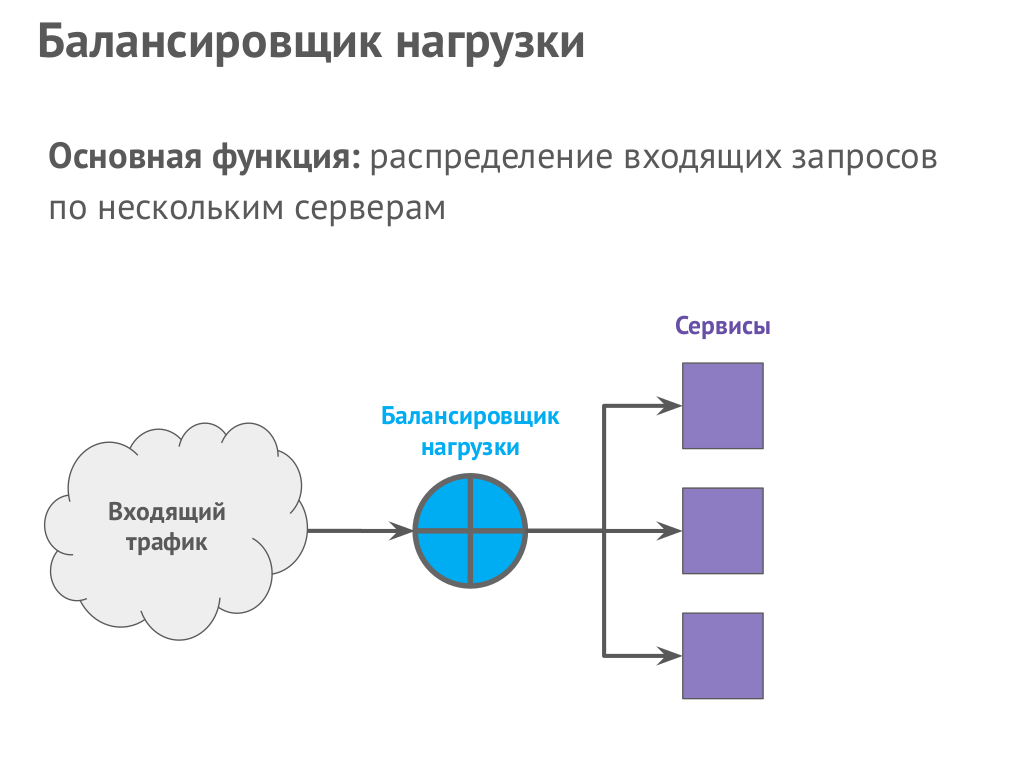 Балансировщик нагрузки
Основная функция: распределение входящих запросов
по нескольким серверам
Сервисы
Балансировщик
нагрузки
Входящий
трафик